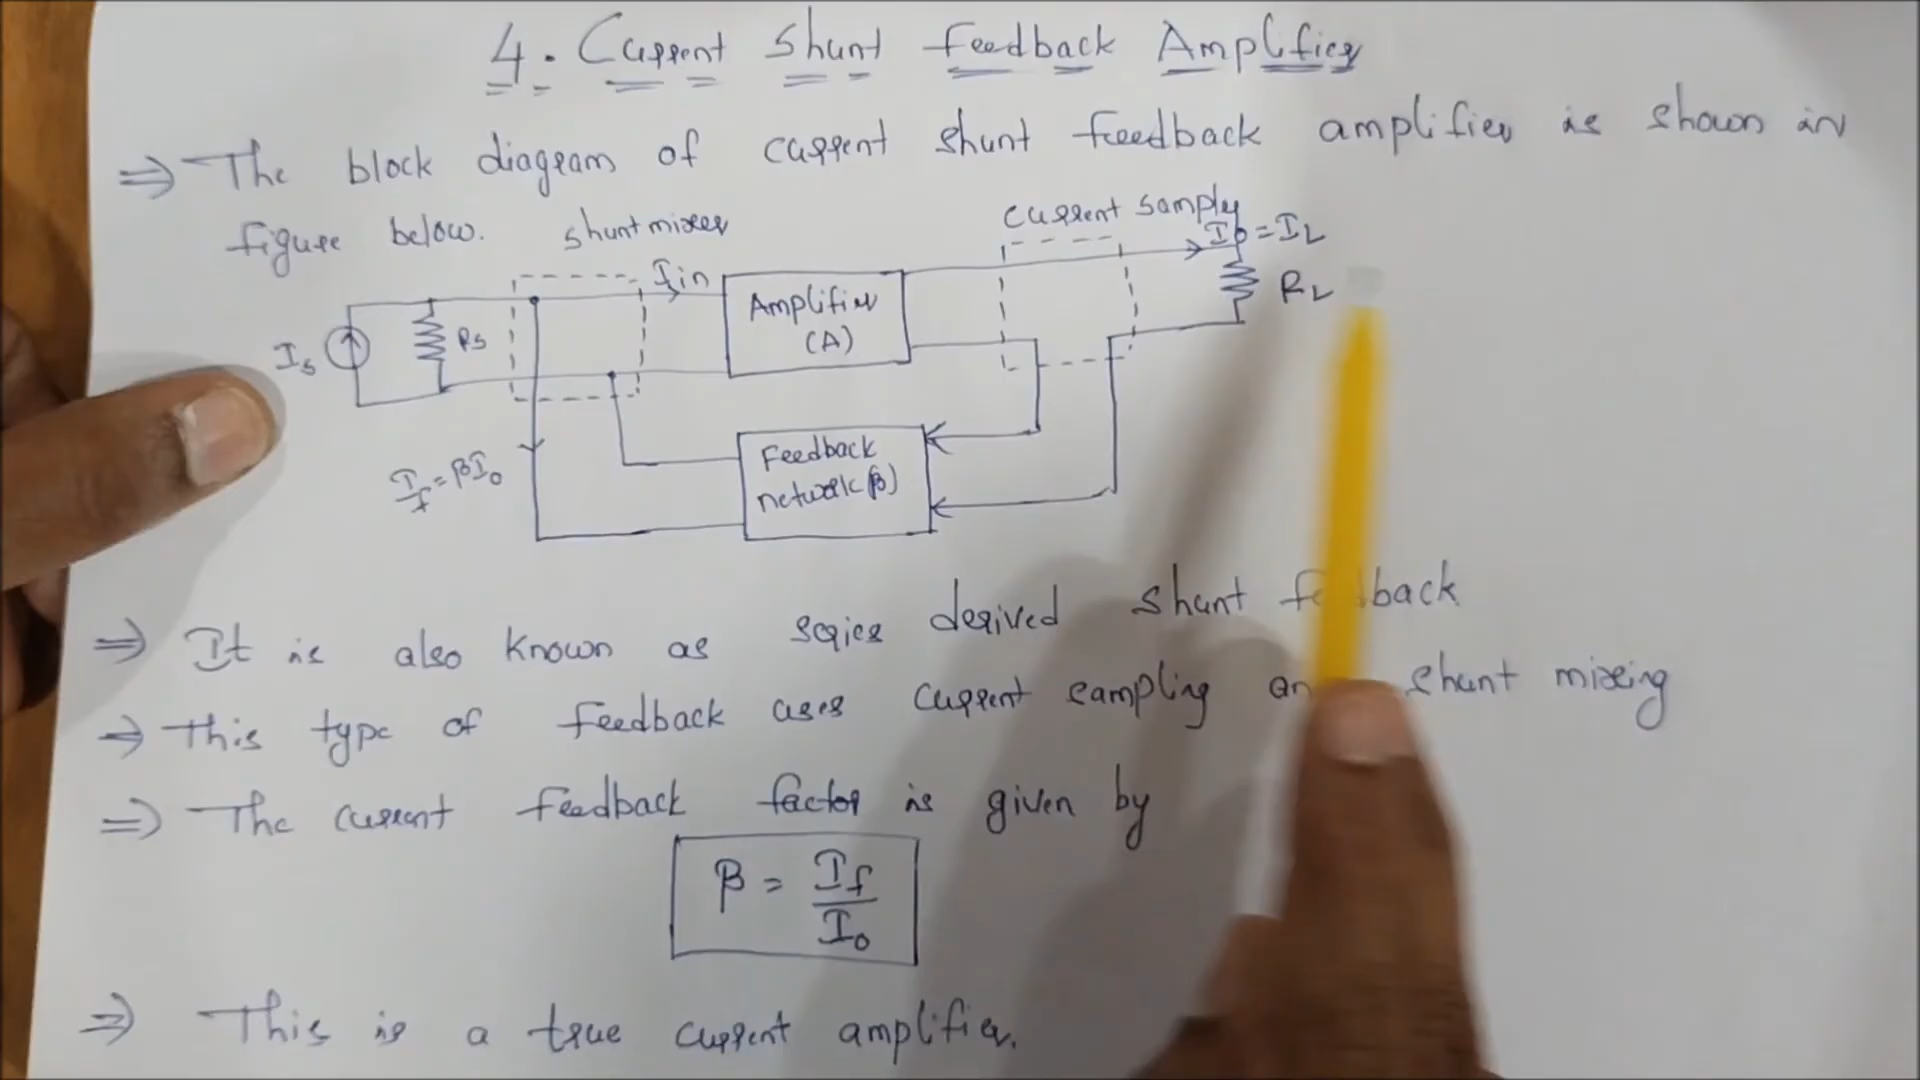 4. Current Shunt Feedback Amplifier
⇒ The block diagram of current shunt feedback amplifier is shown in
figure below.
shunt mixer
Current sampler
Iin
Io = IL
Amplifier
(A)
RL
Is
Rs
If = βIo
Feedback
network(β)
⇒ It is also known as series derived shunt feedback
→ This type of feedback uses current sampling and shunt mixing
⇒ The current feedback factor is given by
β = If/Io
⇒ This is a true current amplifier.